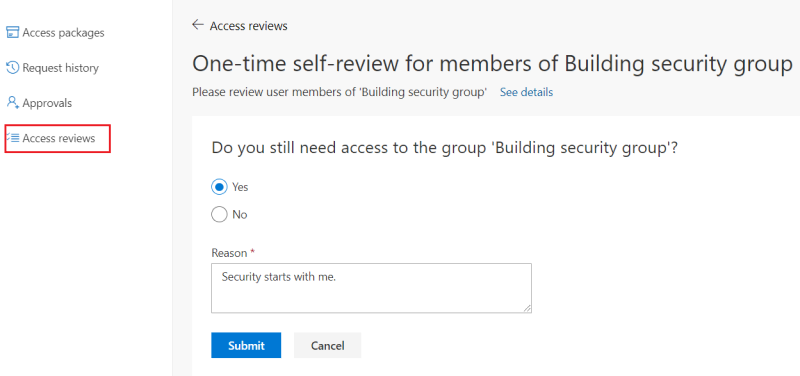 Access packages
Request history
Approvals
Access reviews
Access reviews
One-time self-review for members of Building security group
Please review user members of 'Building security group' See details
Do you still need access to the group 'Building security group'?
Yes
No
Reason *
Security starts with me.
Submit Cancel